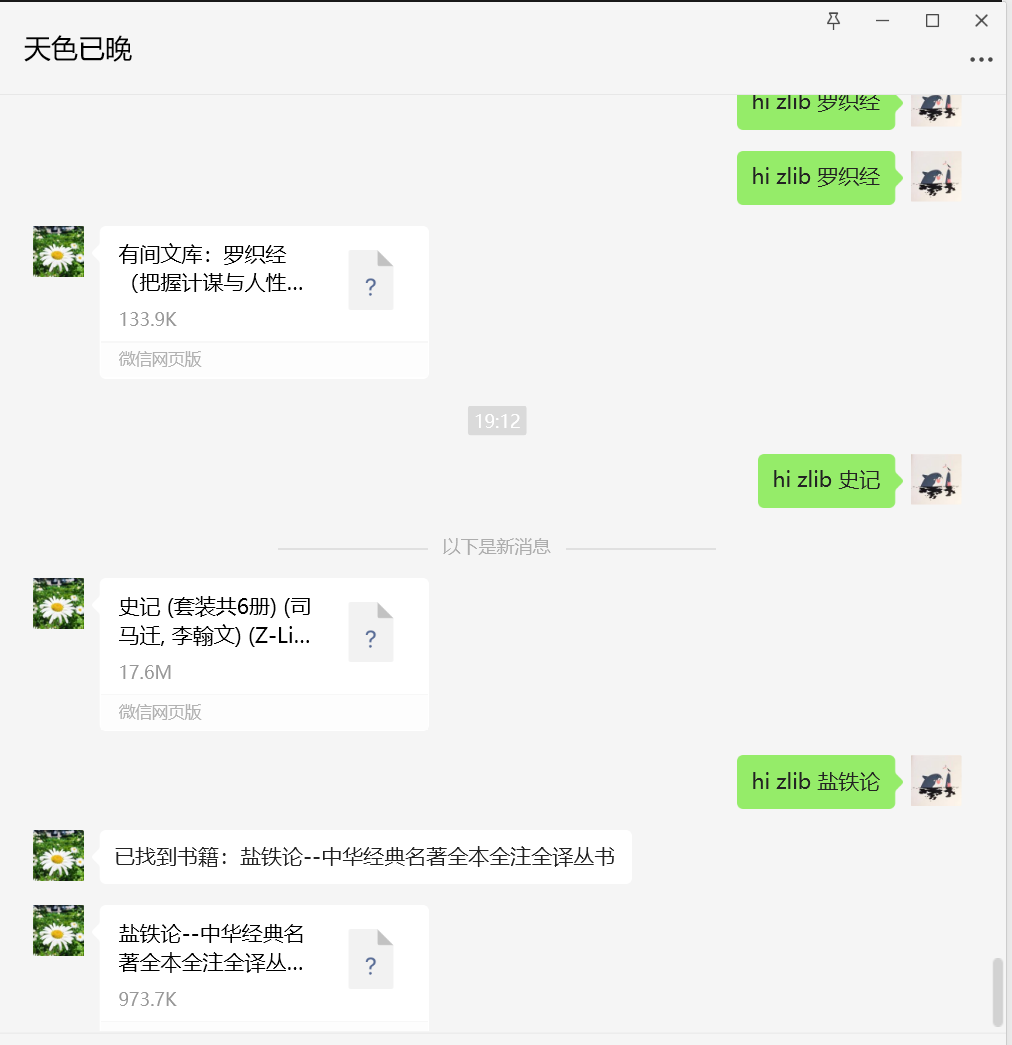 天色已晚
hi zlib 罗织经
hi zlib 罗织经
有间文库：罗织经
（把握计谋与人性...
?
133.9K
微信网页版
19:12
hi zlib 史记
以下是新消息
史记 (套装共6册) (司
马迁, 李翰文) (Z-Li...
?
17.6M
微信网页版
hi zlib 盐铁论
已找到书籍：盐铁论--中华经典名著全本全注全译丛书
盐铁论--中华经典名
著全本全注全译丛...
?
973.7K